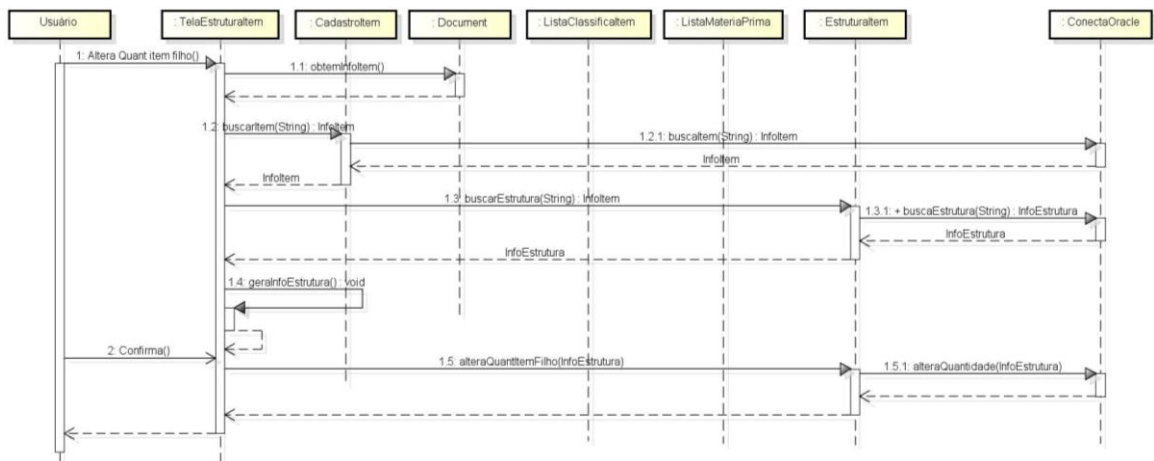 Usuário
: TelaEstruturaItem
: CadastroItem
: Document
: ListaClassificaItem
: ListaMateriaPrima
: EstruturaItem
: ConectaOracle
1: Altera Quant item filho()
1.1: obtemInfoItem()
1.2: buscarItem(String) : InfoItem
1.2.1: buscaItem(String) : InfoItem
InfoItem
InfoItem
1.3: buscarEstrutura(String) : InfoItem
1.3.1: + buscaEstrutura(String) : InfoEstrutura
InfoEstrutura
InfoEstrutura
1.4: geraInfoEstrutura() : void
2: Confirma()
1.5: alteraQuantItemFilho(InfoEstrutura)
1.5.1: alteraQuantidade(InfoEstrutura)